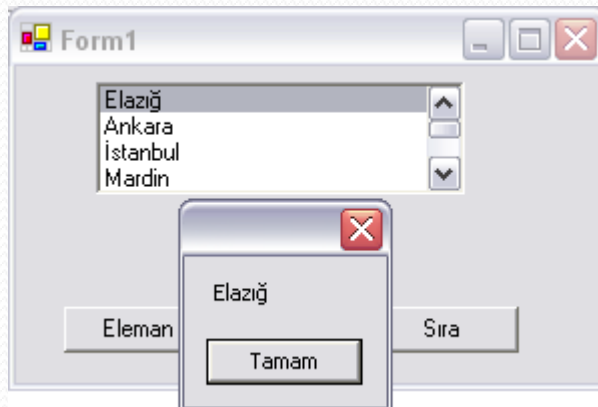 Form1
Elazığ
Ankara
İstanbul
Mardin
Elazığ
Eleman
Sıra
Tamam